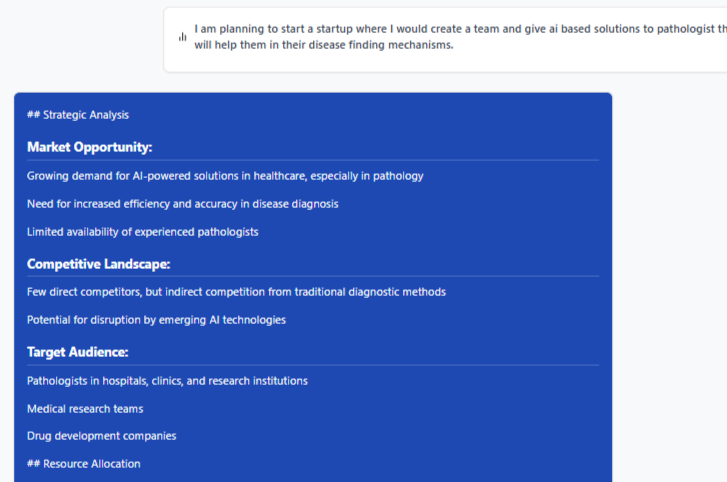 I am planning to start a startup where I would create a team and give ai based solutions to pathologist
will help them in their disease finding mechanisms.
## Strategic Analysis
Market Opportunity:
Growing demand for AI-powered solutions in healthcare, especially in pathology
Need for increased efficiency and accuracy in disease diagnosis
Limited availability of experienced pathologists
Competitive Landscape:
Few direct competitors, but indirect competition from traditional diagnostic methods
Potential for disruption by emerging AI technologies
Target Audience:
Pathologists in hospitals, clinics, and research institutions
Medical research teams
Drug development companies
## Resource Allocation